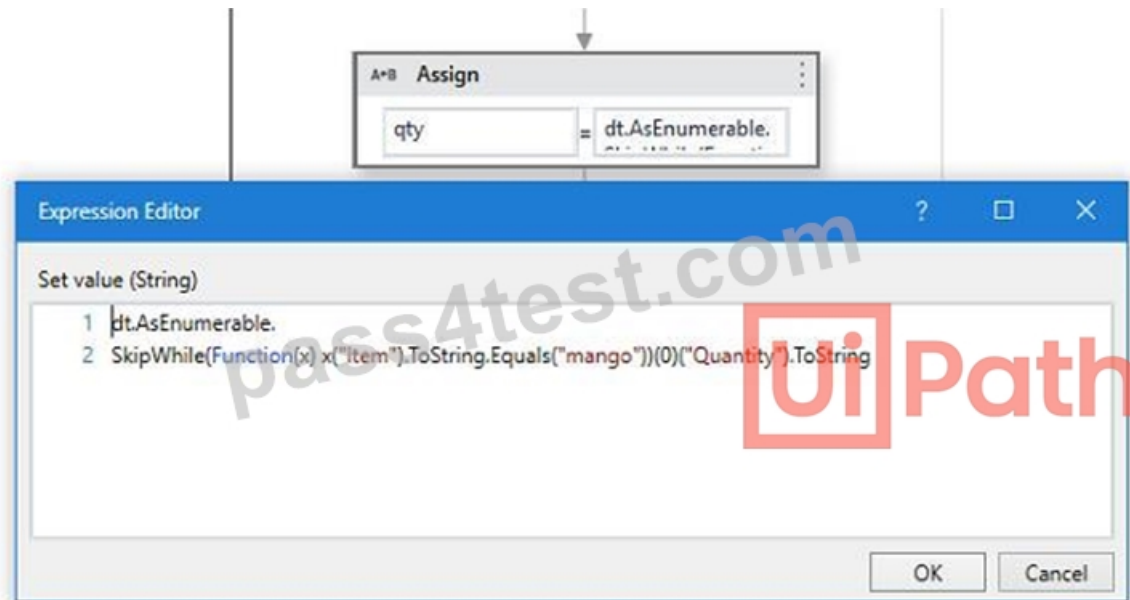 A+B Assign
qty = dt.AsEnumerable.
Expression Editor ? X
Set value (String)
1 dt.AsEnumerable.
2 SkipWhile(Function(x) x("Item").ToString.Equals("mango"))(0)("Quantity").ToString
pass4test.com
UiPath
OK Cancel